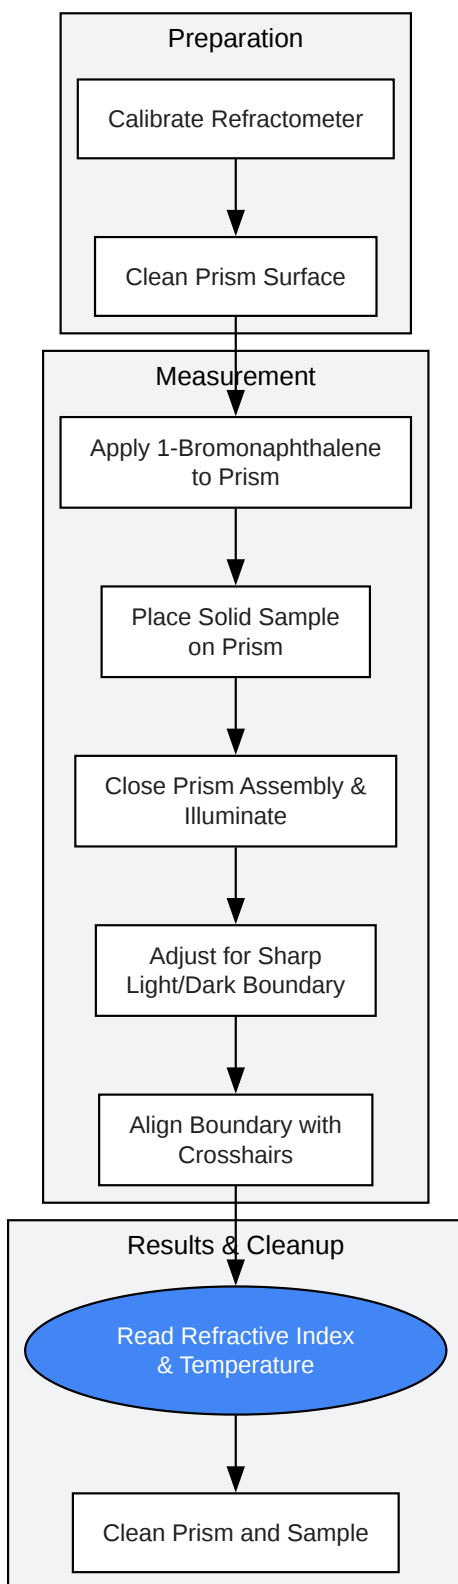 Preparation
Calibrate Refractometer
Clean Prism Surface
Measurement
Apply 1-Bromonaphthalene
to Prism
Place Solid Sample
on Prism
Close Prism Assembly &
Illuminate
Adjust for Sharp
Light/Dark Boundary
Align Boundary with
Crosshairs
Results & Cleanup
Read Refractive Index
& Temperature
Clean Prism and Sample